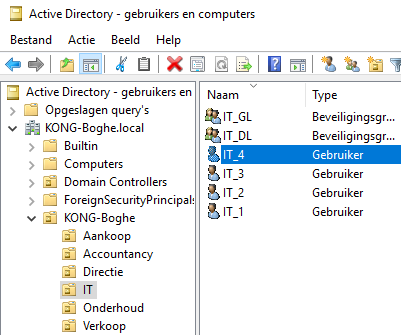 Active Directory - gebruikers en computers
Bestand Actie Beeld Help
Active Directory - gebruikers en
Opgeslagen query's
KONG-Boghe.local
Builtin
Computers
Domain Controllers
ForeignSecurityPrincipals
KONG-Boghe
Aankoop
Accountancy
Directie
IT
Onderhoud
Verkoop
Naam Type
IT_GL Beveiligingsgr...
IT_DL Beveiligingsgr...
IT_4 Gebruiker
IT_3 Gebruiker
IT_2 Gebruiker
IT_1 Gebruiker